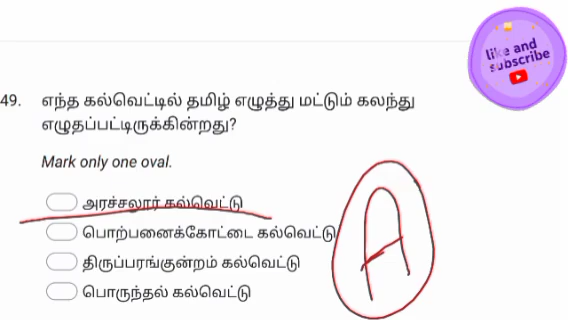 like and
subscribe
49. எந்த கல்வெட்டில் தமிழ் எழுத்து மட்டும் கலந்து
எழுதப்பட்டிருக்கின்றது?
Mark only one oval.
அரச்சலூர் கல்வெட்டு
பொற்பனைக்கோட்டை கல்வெட்டு
திருப்பரங்குன்றம் கல்வெட்டு
பொருந்தல் கல்வெட்டு
A